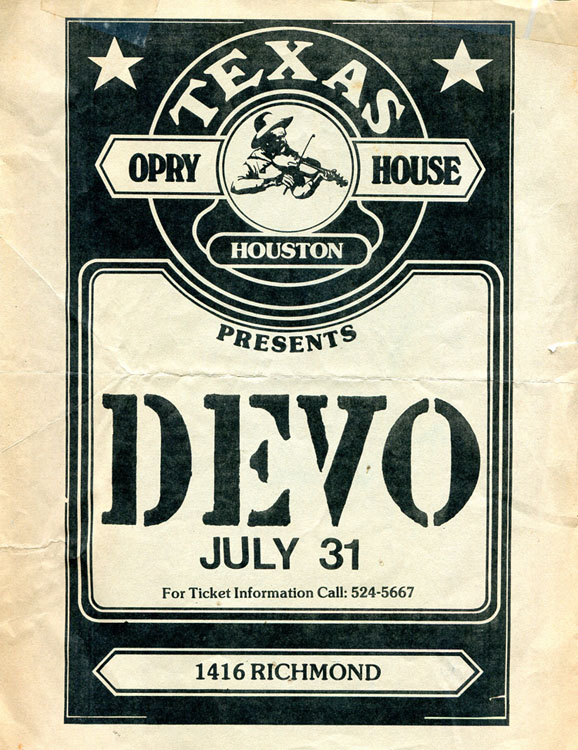 TEXAS
OPRY HOUSE
HOUSTON
PRESENTS
DEVO
JULY 31
For Ticket Information Call: 524-5667
1416 RICHMOND